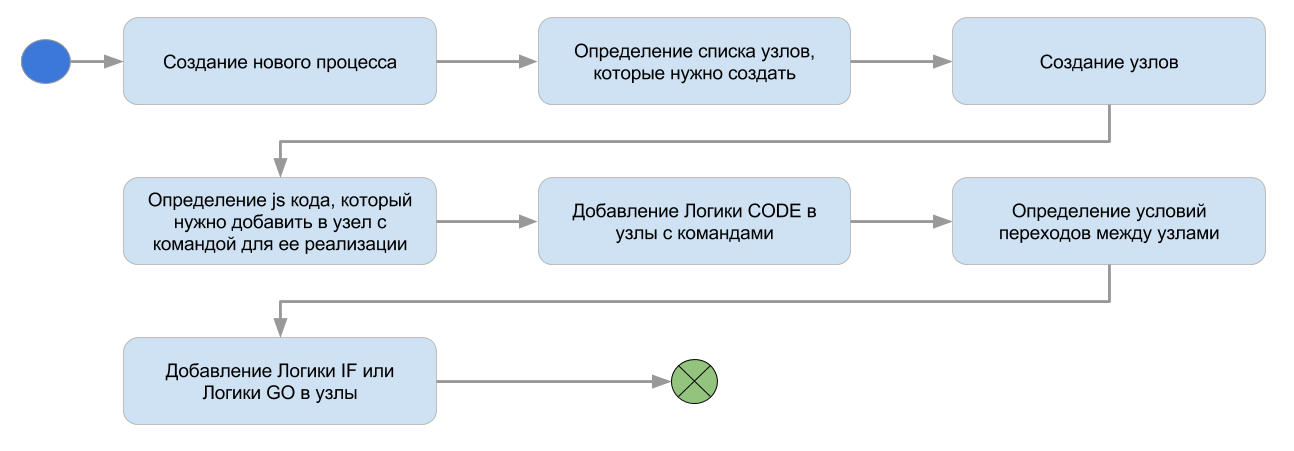 Создание нового процесса
Определение списка узлов,
которые нужно создать
Создание узлов
Определение js кода, который
нужно добавить в узел с
командой для ее реализации
Добавление Логики CODE в
узлы с командами
Определение условий
переходов между узлами
Добавление Логики IF или
Логики GO в узлы